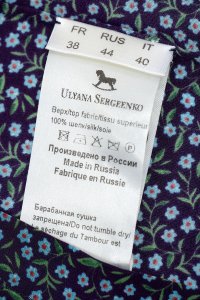 FR RUS IT
38 44 40
ULYANA SERGEENKO
Верх/top fabric/tissu superieur
100% шелк/silk/soie
Произведено в России
Made in Russia
Fabrique en Russie
Барабанная сушка
запрещена/Do not tumble dry/
Le séchage du Tambour est